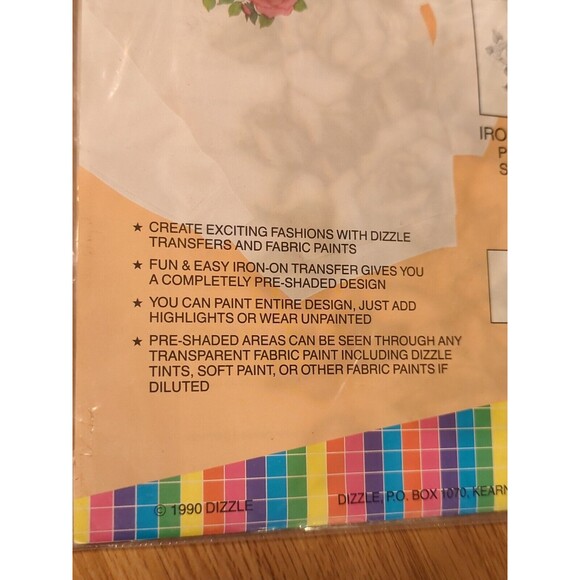 IRO
P
S
★ CREATE EXCITING FASHIONS WITH DIZZLE
TRANSFERS AND FABRIC PAINTS
★ FUN & EASY IRON-ON TRANSFER GIVES YOU
A COMPLETELY PRE-SHADED DESIGN
★ YOU CAN PAINT ENTIRE DESIGN, JUST ADD
HIGHLIGHTS OR WEAR UNPAINTED
★ PRE-SHADED AREAS CAN BE SEEN THROUGH ANY
TRANSPARENT FABRIC PAINT INCLUDING DIZZLE
TINTS, SOFT PAINT, OR OTHER FABRIC PAINTS IF
DILUTED
© 1990 DIZZLE
DIZZLE, P.O. BOX 1070, KEARN